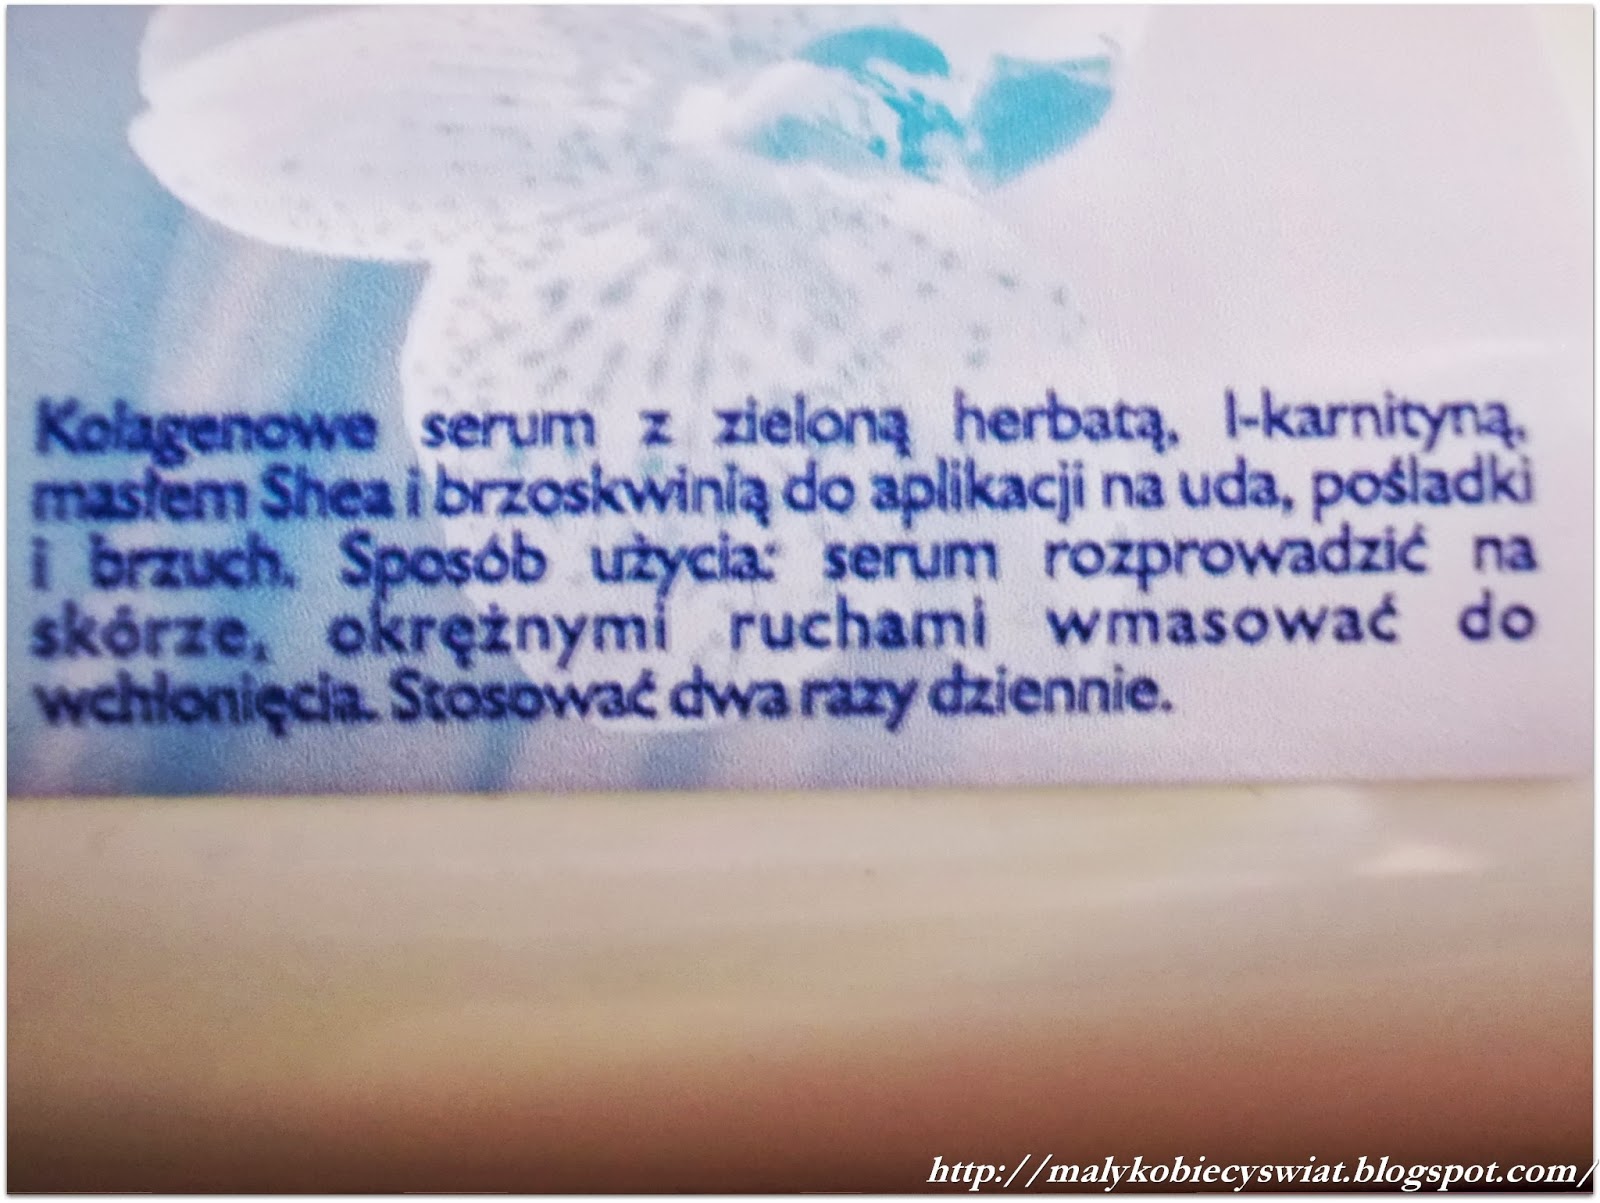 Kolagenowe serum z zieloną herbatą, l-karnityną,
masłem Shea i brzoskwinią do aplikacji na uda, pośladki
i brzuch. Sposób użycia: serum rozprowadzić na
skórze, okrężnymi ruchami wmasować do
wchłonięcia. Stosować dwa razy dziennie.
http://malykobiecyswiat.blogspot.com/